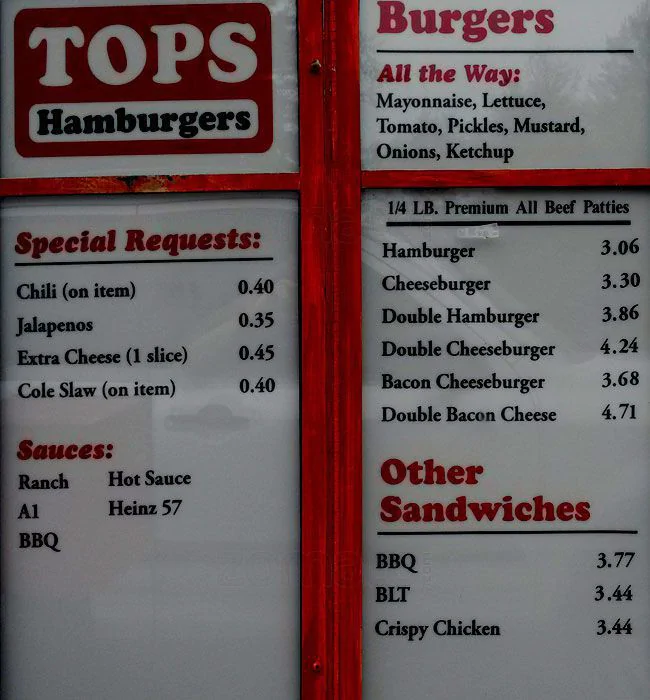 TOPS
Hamburgers
Special Requests:
Chili (on item) 0.40
Jalapenos 0.35
Extra Cheese (1 slice) 0.45
Cole Slaw (on item) 0.40
Sauces:
Ranch Hot Sauce
A1 Heinz 57
BBQ
Burgers
All the Way:
Mayonnaise, Lettuce,
Tomato, Pickles, Mustard,
Onions, Ketchup
1/4 LB. Premium All Beef Patties
Hamburger 3.06
Cheeseburger 3.30
Double Hamburger 3.86
Double Cheeseburger 4.24
Bacon Cheeseburger 3.68
Double Bacon Cheese 4.71
Other
Sandwiches
BBQ 3.77
BLT 3.44
Crispy Chicken 3.44